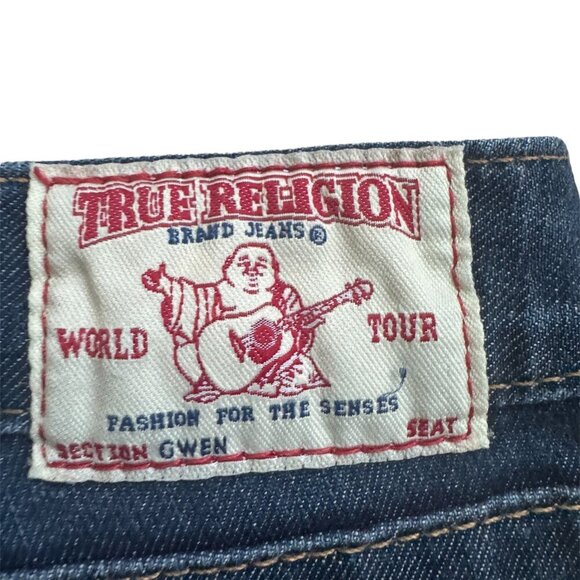 TRUE RELIGION
BRAND JEANS ®
WORLD TOUR
FASHION FOR THE SENSES
SECTION GWEN SEAT